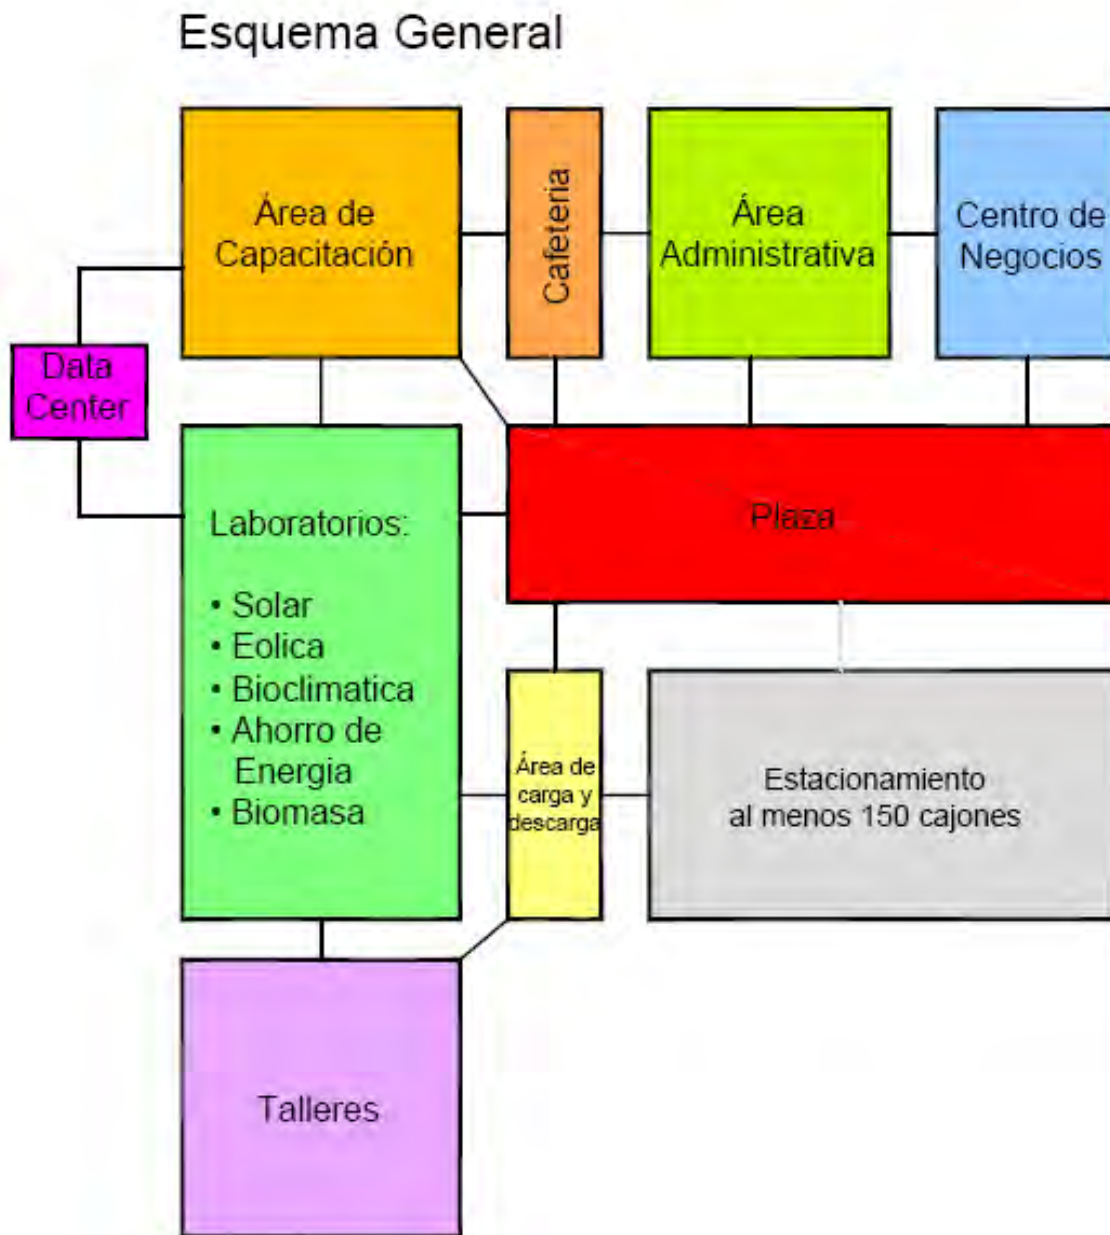 Esquema General
Área de
Capacitación
Cafeteria
Área
Administrativa
Centro de
Negocios
Data
Center
Laboratorios:
• Solar
• Eolica
• Bioclimatica
• Ahorro de
Energia
• Biomasa
Plaza
Área de
carga y
descarga
Estacionamiento
al menos 150 cajones
Talleres